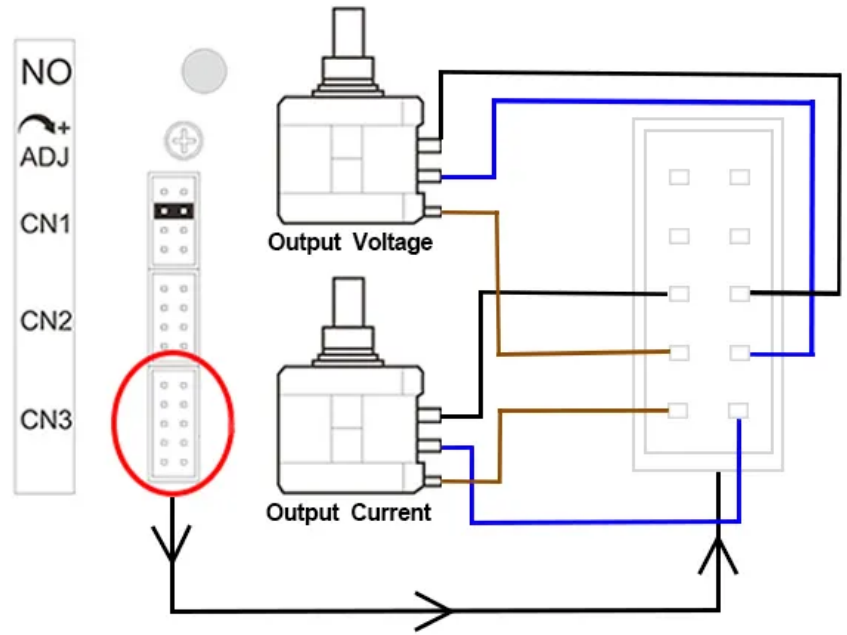 NO
+
ADJ
CN1
CN2
CN3
Output Voltage
Output Current